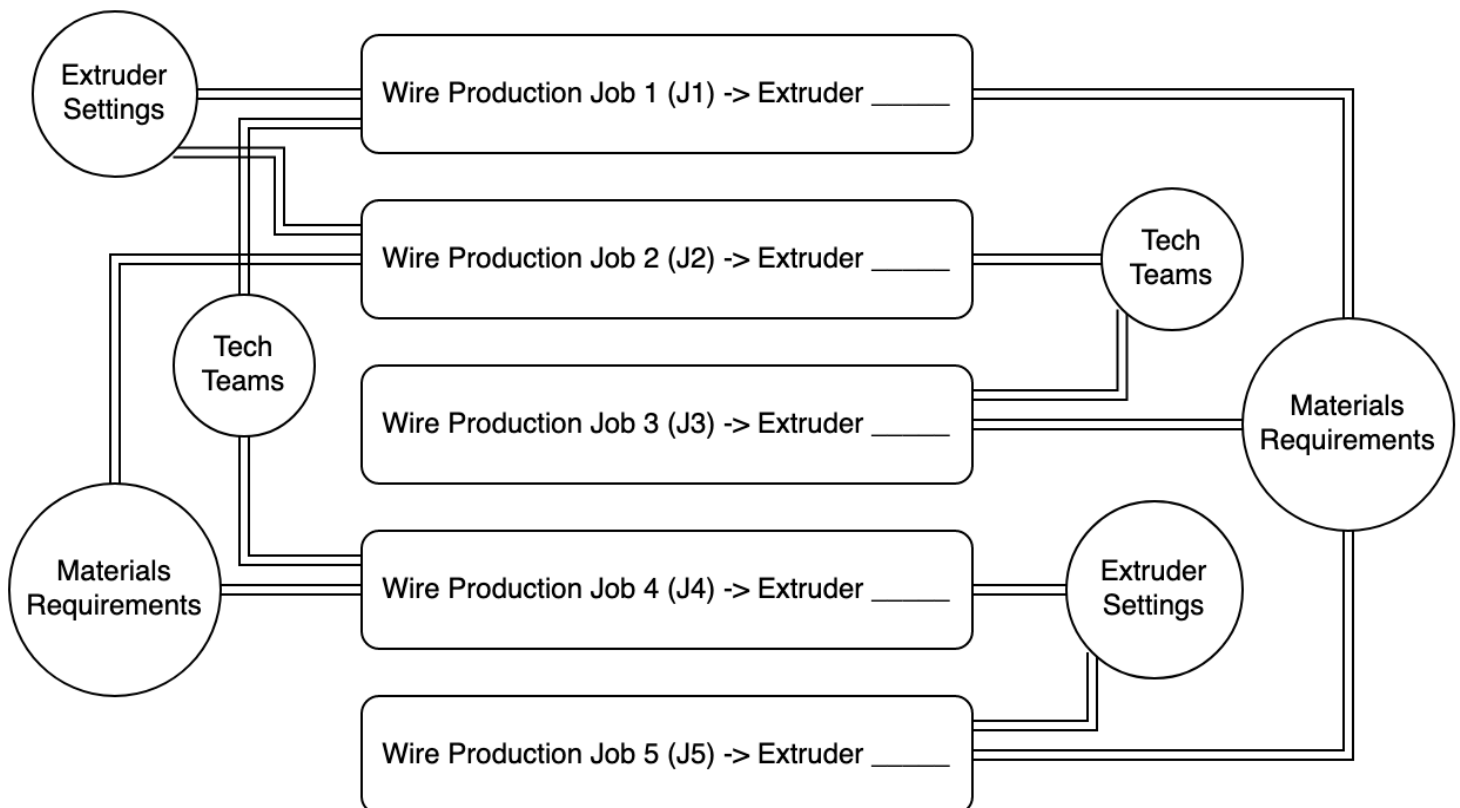 Extruder
Settings
Wire Production Job 1 (J1) -> Extruder _____
Wire Production Job 2 (J2) -> Extruder _____
Tech
Teams
Tech
Teams
Wire Production Job 3 (J3) -> Extruder _____
Materials
Requirements
Materials
Requirements
Wire Production Job 4 (J4) -> Extruder _____
Extruder
Settings
Wire Production Job 5 (J5) -> Extruder _____